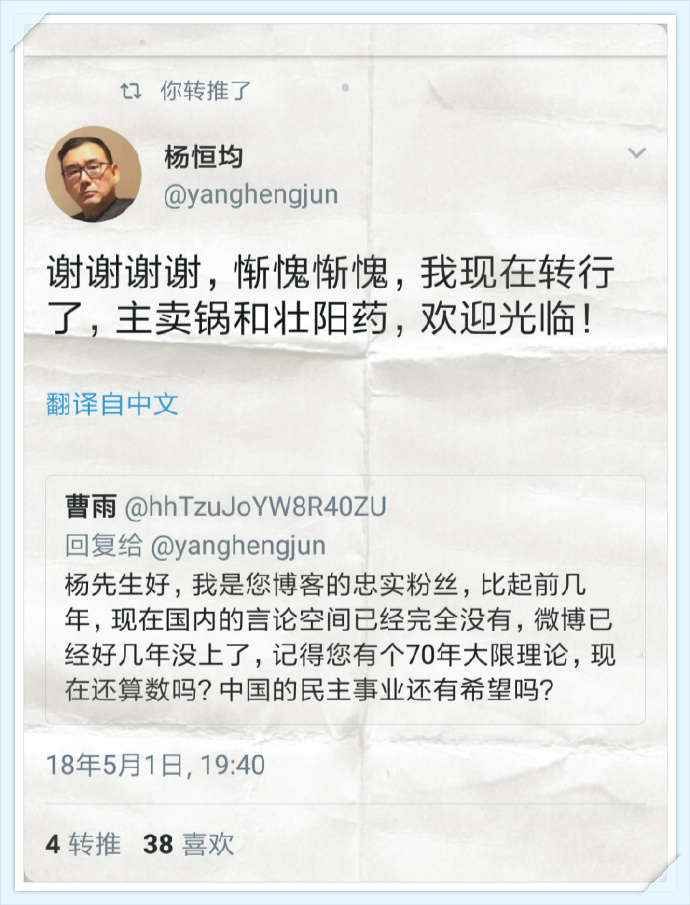 你转推了
杨恒均
@yanghengjun
谢谢谢谢，惭愧惭愧，我现在转行
了，主卖锅和壮阳药，欢迎光临！
翻译自中文
曹雨 @hhTzuJoYW8R40ZU
回复给 @yanghengjun
杨先生好，我是您博客的忠实粉丝，比起前几
年，现在国内的言论空间已经完全没有，微博已
经好几年没上了，记得您有个70年大限理论，现
在还算数吗？中国的民主事业还有希望吗？
18年5月1日, 19:40
4 转推 38 喜欢